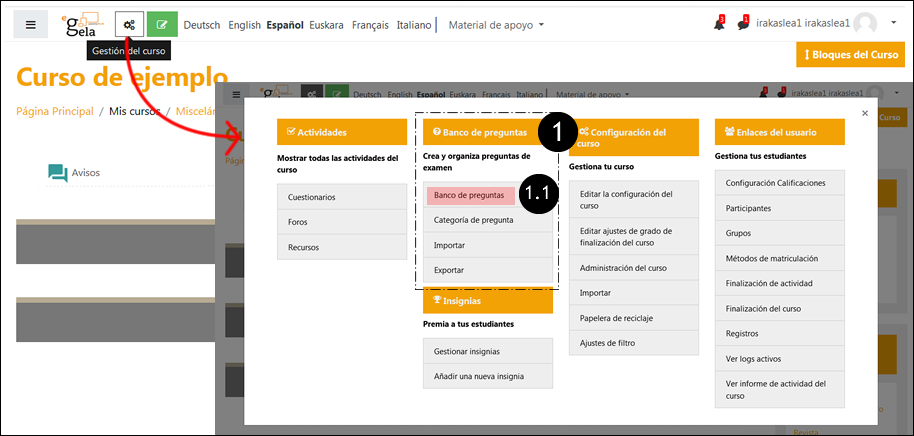 eGela
Deutsch English Español Euskara Français Italiano
Material de apoyo
irakaslea1 irakaslea1
Gestión del curso
Bloques del Curso
Curso de ejemplo
Página Principal / Mis cursos / Misceláne
Avisos
Deutsch English Español Euskara Français Italiano
Material de apoyo
irakaslea1 irakaslea1
Curso
Actividades
Mostrar todas las actividades del
curso
Cuestionarios
Foros
Recursos
Banco de preguntas
1
Crea y organiza preguntas de
examen
Banco de preguntas
1.1
Categoría de pregunta
Importar
Exportar
Insignias
Premia a tus estudiantes
Gestionar insignias
Añadir una nueva insignia
Configuración del
curso
Gestiona tu curso
Editar la configuración del
curso
Editar ajustes de grado de
finalización del curso
Administración del curso
Importar
Papelera de reciclaje
Ajustes de filtro
Enlaces del usuario
×
Gestiona tus estudiantes
Configuración Calificaciones
Participantes
Grupos
Métodos de matriculación
Finalización de actividad
Finalización del curso
Registros
Ver logs activos
Ver informe de actividad del
curso
Revista